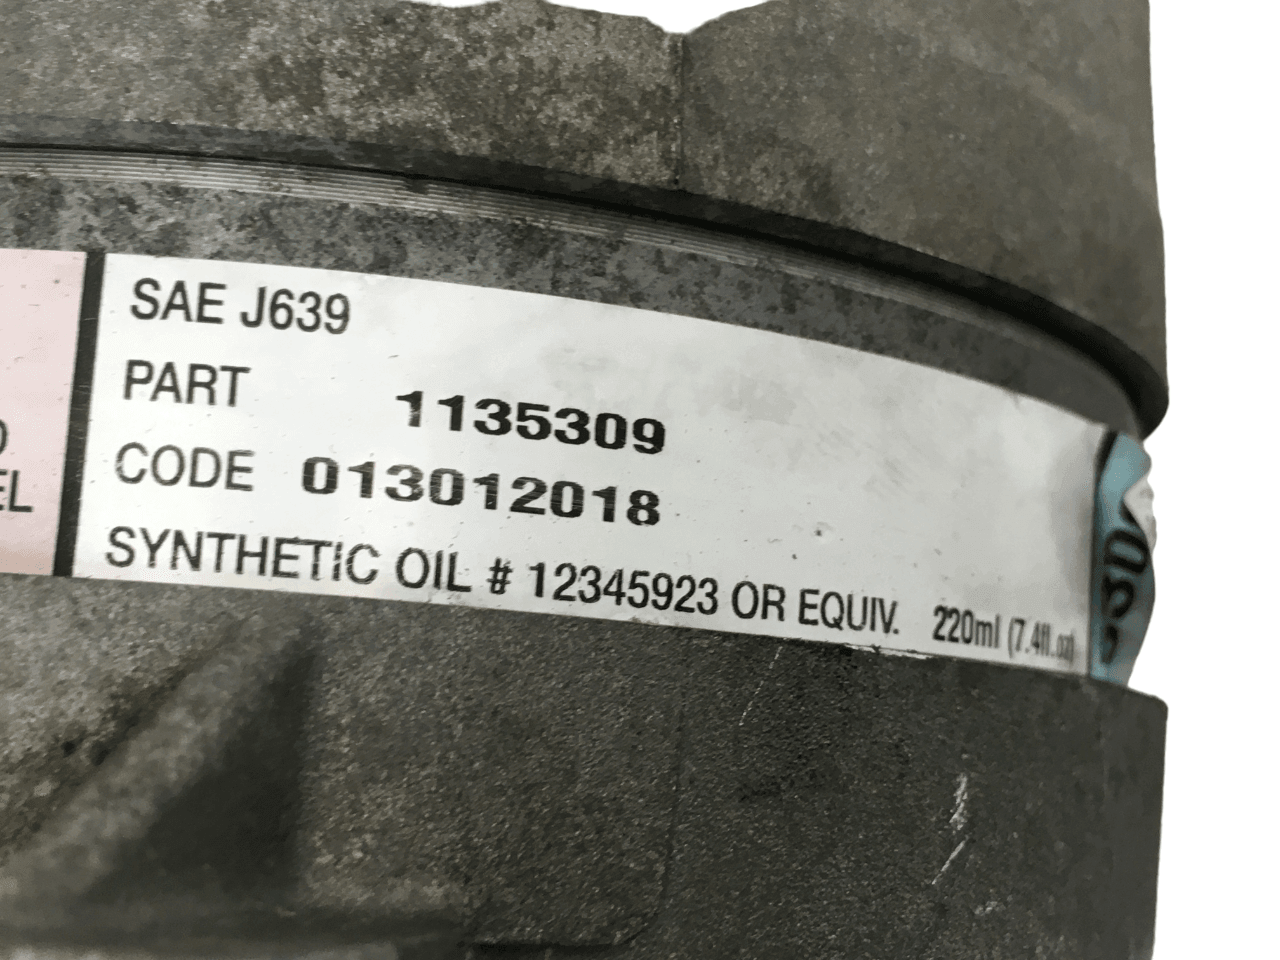 SAE J639
PART 1135309
CODE 013012018
SYNTHETIC OIL # 12345923 OR EQUIV. 220ml (7.4fl.oz)